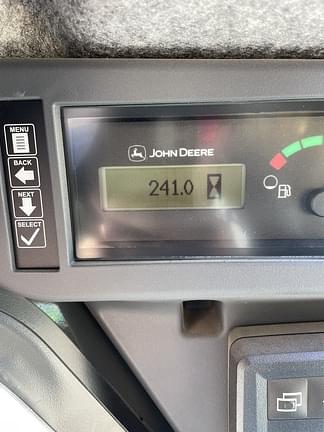 MENU
BACK
NEXT
SELECT
JOHN DEERE
241.0